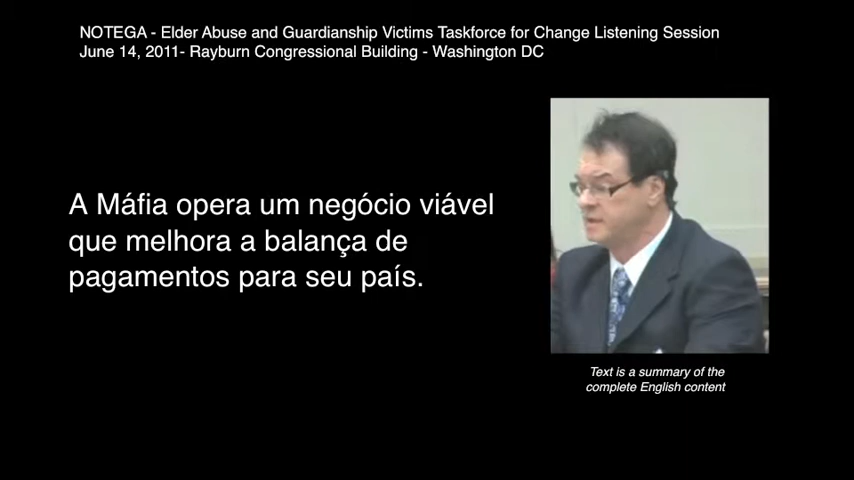 NOTEGA - Elder Abuse and Guardianship Victims Taskforce for Change Listening Session
June 14, 2011- Rayburn Congressional Building - Washington DC
A Máfia opera um negócio viável
que melhora a balança de
pagamentos para seu país.
Text is a summary of the
complete English content